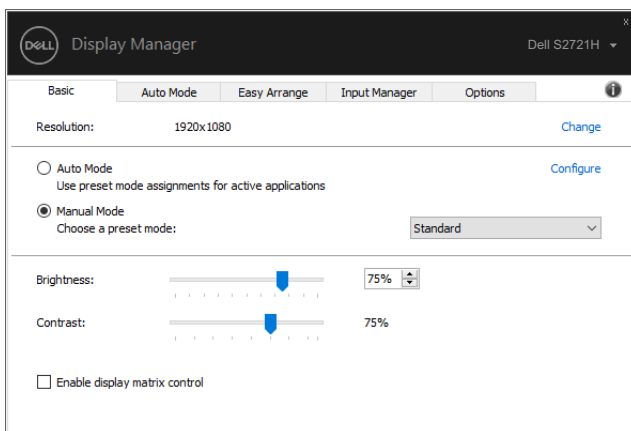 x
DELL Display Manager Dell S2721H
Basic Auto Mode Easy Arrange Input Manager Options i
Resolution: 1920x1080 Change
Auto Mode Configure
Use preset mode assignments for active applications
Manual Mode
Choose a preset mode: Standard
Brightness: 75%
Contrast: 75%
Enable display matrix control